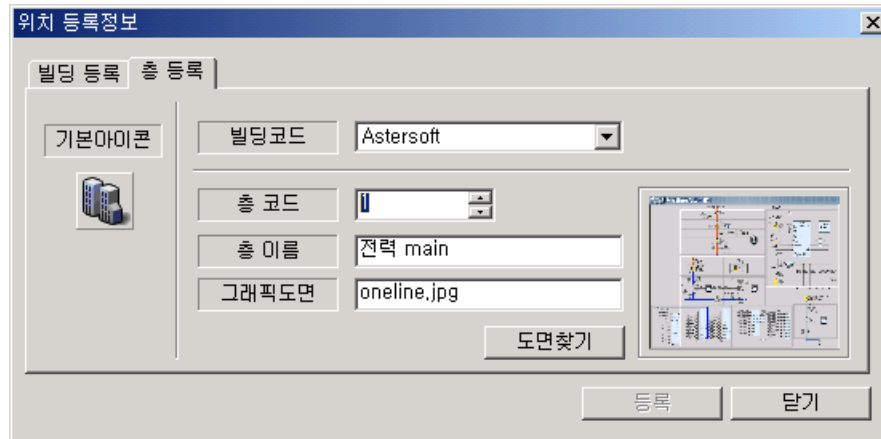 위치 등록정보
빌딩 등록 층 등록
기본아이콘
빌딩코드 Astersoft
층 코드 1
층 이름 전력 main
그래픽도면 oneline.jpg
도면찾기
등록 닫기